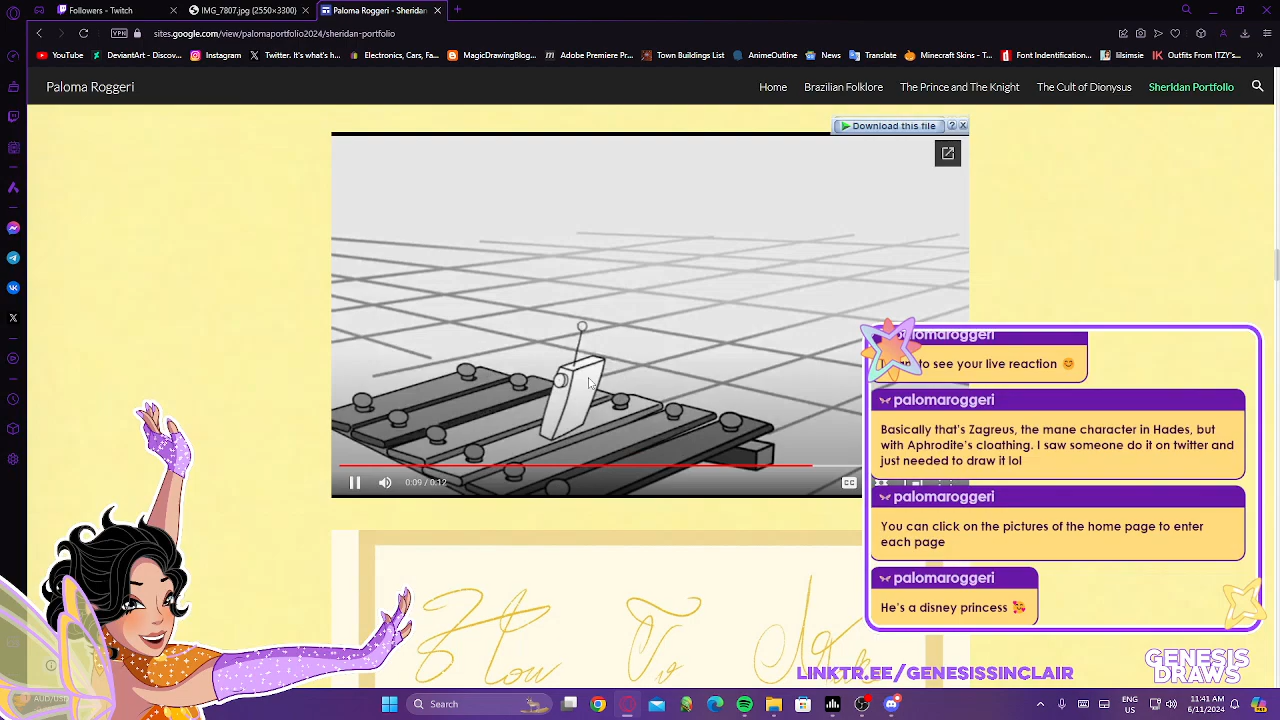 Followers - Twitch
IMG_7807.jpg (2550×3300)
Paloma Roggeri - Sheridan
VPN
sites.google.com/view/palomaportfolio2024/sheridan-portfolio
YouTube
DeviantArt - Discov...
Instagram
Twitter. It's what's h...
Electronics, Cars, Fa...
MagicDrawingBlog...
Adobe Premiere Pr...
Town Buildings List
AnimeOutline
News
Translate
Minecraft Skins - T...
Font Identification
illsimsie
Outfits From ITZY's...
Paloma Roggeri
Home
Brazilian Folklore
The Prince and The Knight
The Cult of Dionysus
Sheridan Portfolio
Download this file
0:09 / 0:12
CC
palomaroggeri
to see your live reaction
palomaroggeri
Basically that's Zagreus, the mane character in Hades, but
with Aphrodite's cloathing. I saw someone do it on twitter and
just needed to draw it lol
palomaroggeri
You can click on the pictures of the home page to enter
each page
palomaroggeri
He's a disney princess
How To
LINKTR.EE/GENESISSINCLAIR
GENESIS
DRAWS
Search
ENG
US
11:41 AM
6/11/2024